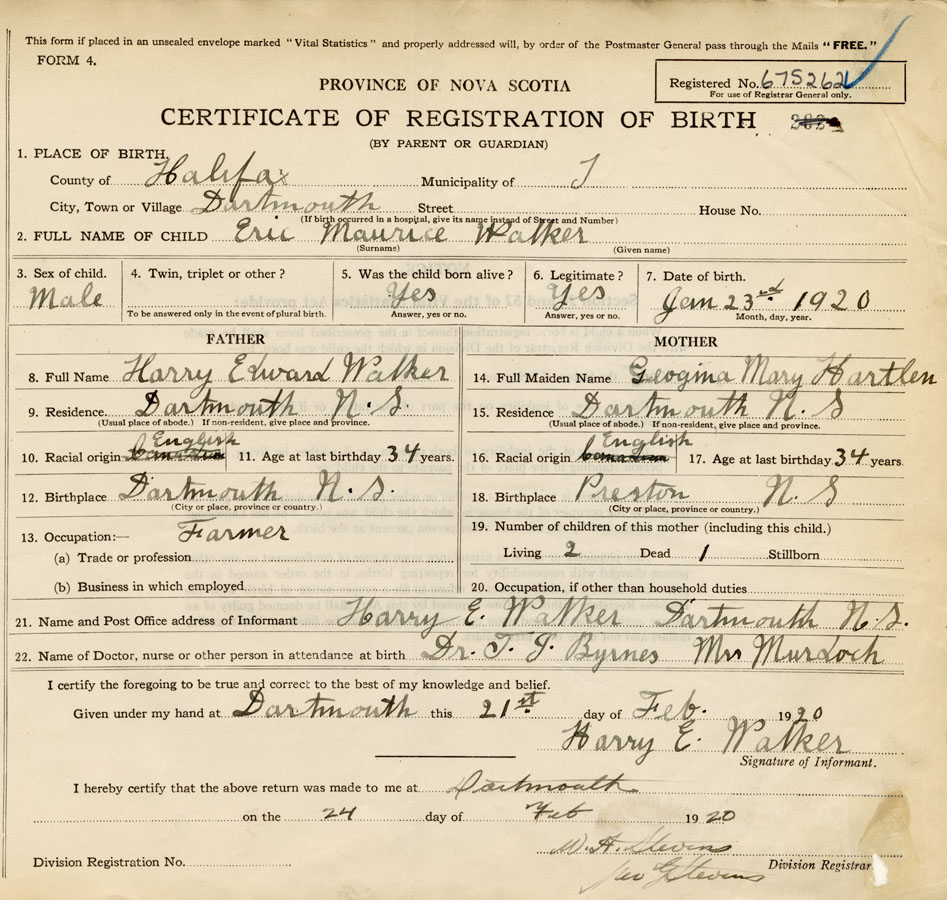 This form if placed in an unsealed envelope marked "Vital Statistics" and properly addressed will, by order of the Postmaster General pass through the Mails "FREE."
FORM 4.
Registered No. 675262
For use of Registrar General only.
PROVINCE OF NOVA SCOTIA
CERTIFICATE OF REGISTRATION OF BIRTH
(BY PARENT OR GUARDIAN)
1. PLACE OF BIRTH,
County of Halifax Municipality of
City, Town or Village Dartmouth Street House No.
(If birth occurred in a hospital, give its name instead of Street and Number)
2. FULL NAME OF CHILD Eric Maurice Walker
(Surname) (Given name)
3. Sex of child. 4. Twin, triplet or other? 5. Was the child born alive? 6. Legitimate? 7. Date of birth.
Male Yes Yes Jan 23rd 1920
To be answered only in the event of plural birth. Answer, yes or no. Answer, yes or no. Month, day, year.
FATHER
8. Full Name Harry Edward Walker
9. Residence. Dartmouth N.S.
(Usual place of abode.) If non-resident, give place and province.
English
10. Racial origin Canadian 11. Age at last birthday 34 years.
12. Birthplace Dartmouth N.S.
(City or place, province or country.)
13. Occupation:— Farmer
(a) Trade or profession
(b) Business in which employed
MOTHER
14. Full Maiden Name Geogina Mary Hartlen
15. Residence Dartmouth N.S
(Usual place of abode.) If non-resident, give place and province.
English
16. Racial origin Canadian 17. Age at last birthday 34 years.
18. Birthplace Preston N.S
(City or place, province or country.)
19. Number of children of this mother (including this child.)
Living 2 Dead 1 Stillborn
20. Occupation, if other than household duties
21. Name and Post Office address of Informant Harry E. Walker Dartmouth N.S.
22. Name of Doctor, nurse or other person in attendance at birth Dr. T. J. Byrnes Mrs Murdoch
I certify the foregoing to be true and correct to the best of my knowledge and belief.
Given under my hand at Dartmouth this 21st day of Feb. 1920
Harry E. Walker
Signature of Informant.
I hereby certify that the above return was made to me at Dartmouth
on the 24 day of Feb 1920
W. A. Stevens
Division Registration No. Division Registrar
Stevens